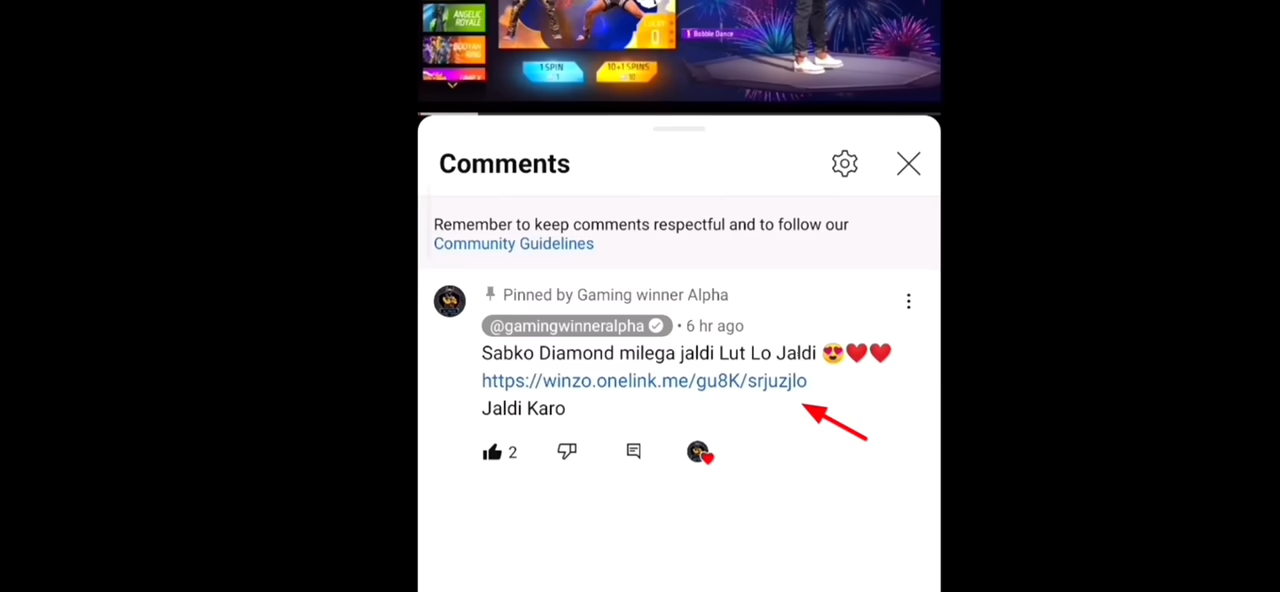 ANGELIC
ROYALE
1 SPIN
10+1 SPINS
Bobble Dance
Comments
Remember to keep comments respectful and to follow our
Community Guidelines
Pinned by Gaming winner Alpha
@gamingwinneralpha • 6 hr ago
Sabko Diamond milega jaldi Lut Lo Jaldi 😍❤️❤️
https://winzo.onelink.me/gu8K/srjuzjlo
Jaldi Karo
2